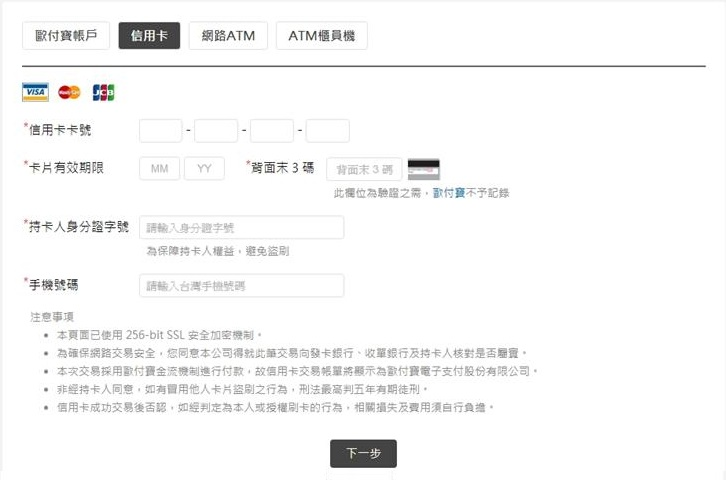 歐付寶帳戶 信用卡 網路ATM ATM櫃員機
VISA MasterCard JCB
*信用卡卡號 - - -
*卡片有效期限 MM YY *背面末 3 碼 背面末 3 碼
此欄位為驗證之需，歐付寶不予記錄
*持卡人身分證字號 請輸入身分證字號
為保障持卡人權益，避免盜刷
*手機號碼 請輸入台灣手機號碼
注意事項
• 本頁面已使用 256-bit SSL 安全加密機制。
• 為確保網路交易安全，您同意本公司得就此筆交易向發卡銀行、收單銀行及持卡人核對是否屬實。
• 本次交易採用歐付寶金流機制進行付款，故信用卡交易帳單將顯示為歐付寶電子支付股份有限公司。
• 非經持卡人同意，如有冒用他人卡片盜刷之行為，刑法最高判五年有期徒刑。
• 信用卡成功交易後否認，如經判定為本人或授權刷卡的行為，相關損失及費用須自行負擔。
下一步